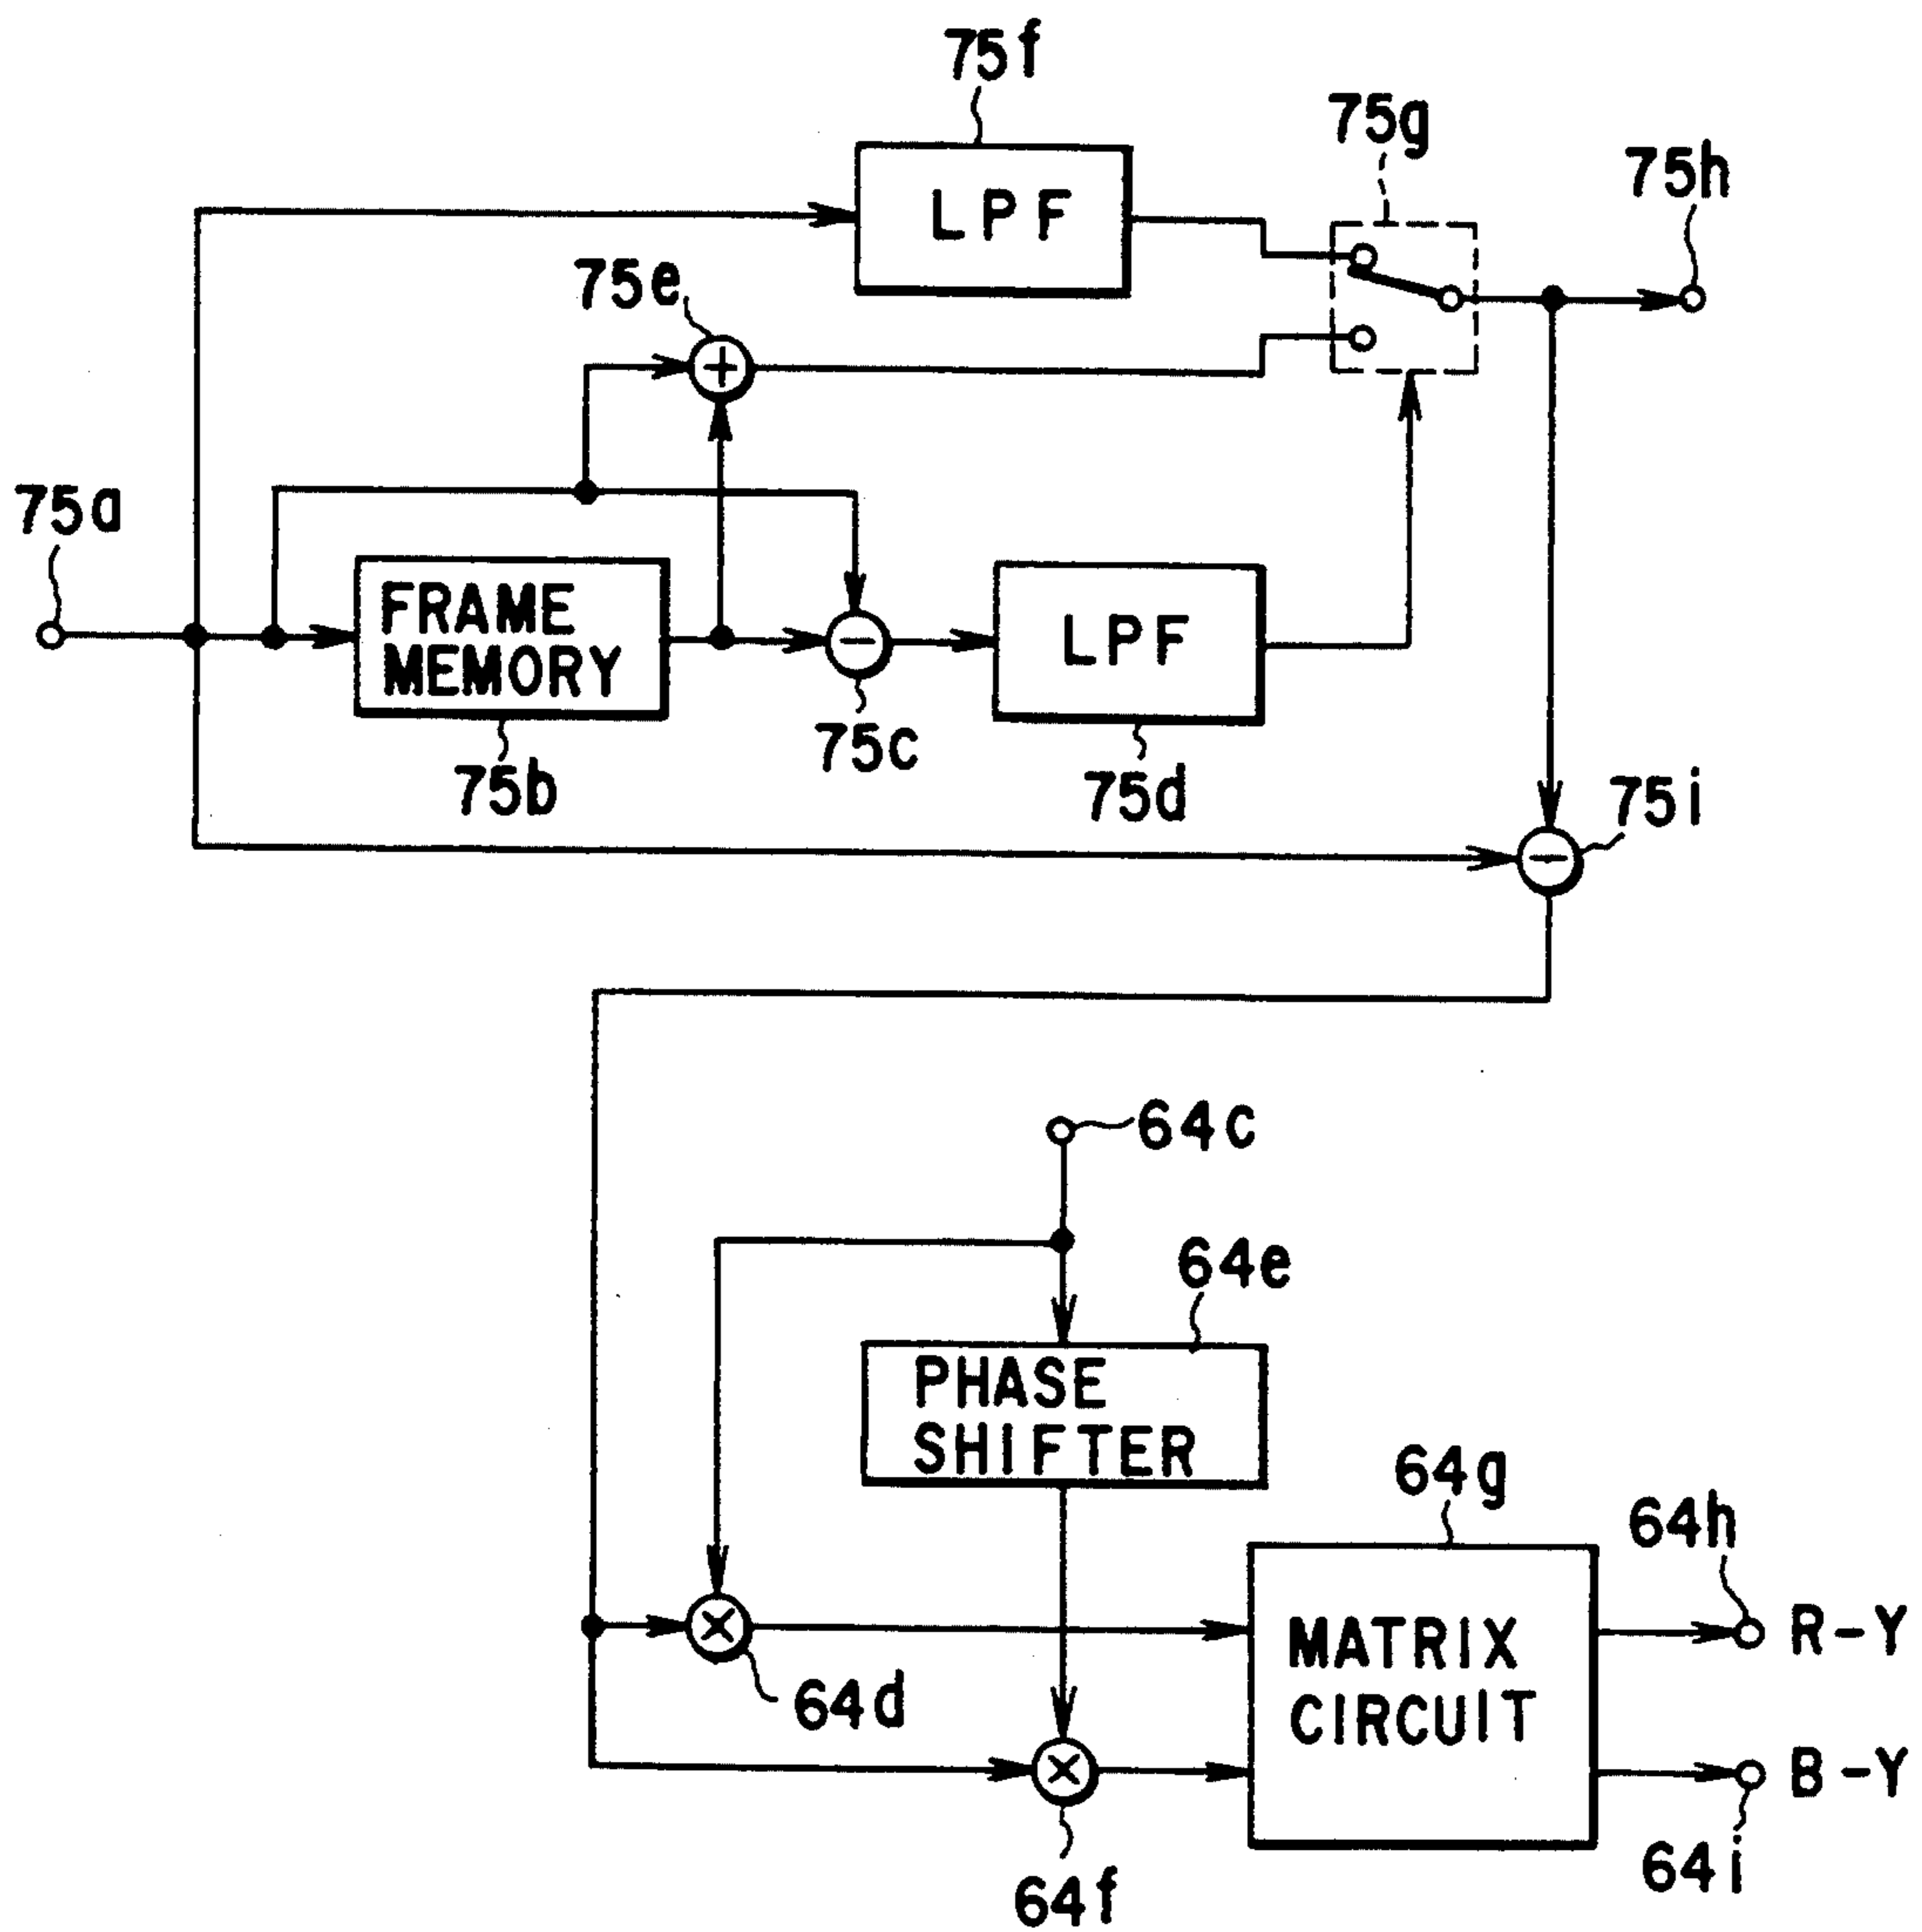 75f
75g
75h
LPF
75e
75a
FRAME
MEMORY
LPF
75c
75b
75d
75i
64c
64e
PHASE
SHIFTER
64g
64h
MATRIX
CIRCUIT
R-Y
64d
B-Y
64i
64f